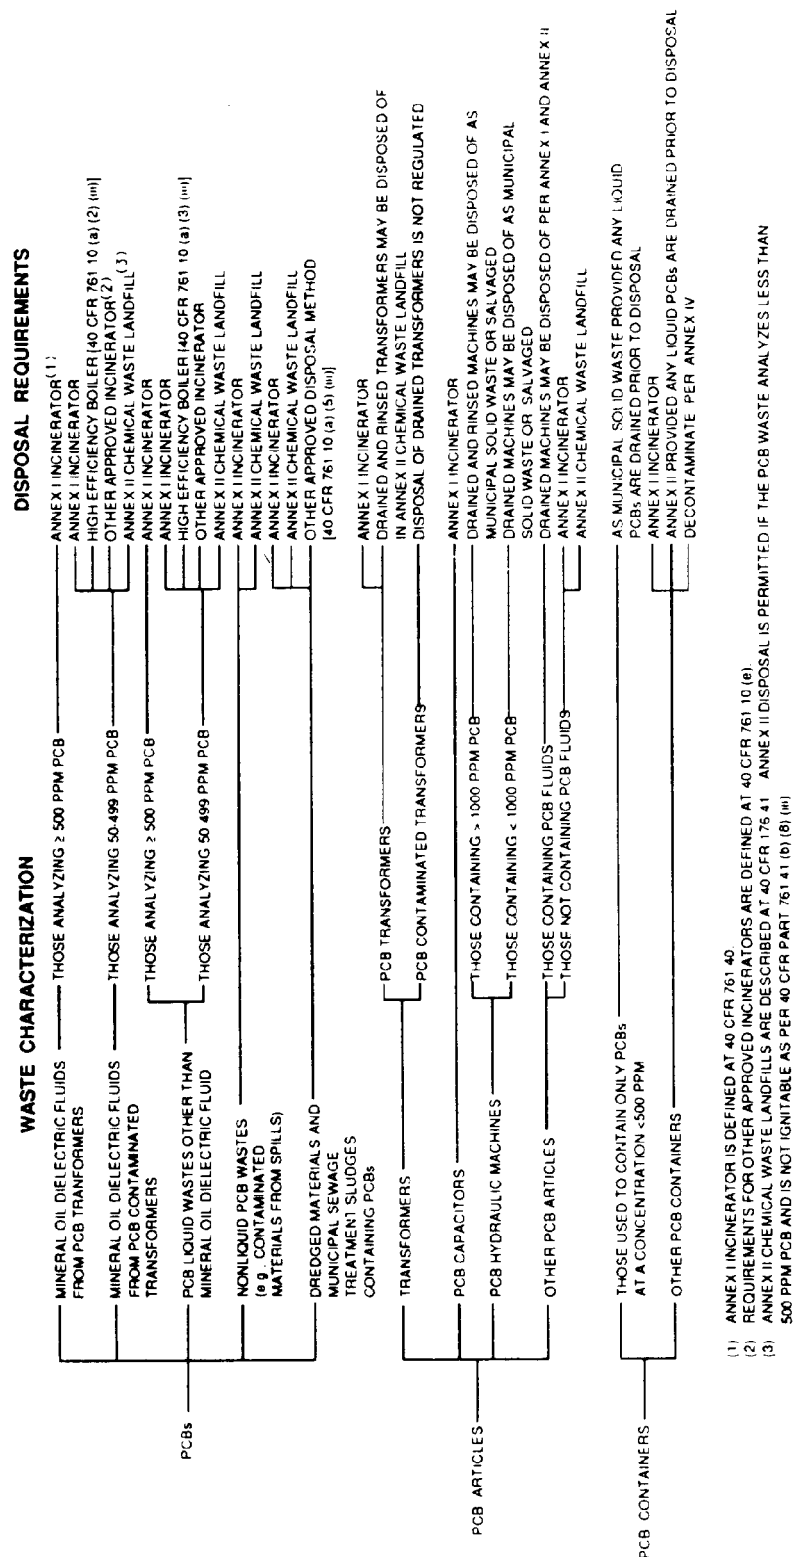 WASTE CHARACTERIZATION
DISPOSAL REQUIREMENTS
PCBs
MINERAL OIL DIELECTRIC FLUIDS
FROM PCB TRANFORMERS
THOSE ANALYZING ≥ 500 PPM PCB
ANNEX I INCINERATOR(1)
MINERAL OIL DIELECTRIC FLUIDS
FROM PCB CONTAMINATED
TRANSFORMERS
THOSE ANALYZING 50-499 PPM PCB
ANNEX I INCINERATOR
HIGH EFFICIENCY BOILER [40 CFR 761 10 (a) (2) (iii)]
OTHER APPROVED INCINERATOR(2)
ANNEX II CHEMICAL WASTE LANDFILL(3)
PCB LIQUID WASTES OTHER THAN
MINERAL OIL DIELECTRIC FLUID
THOSE ANALYZING ≥ 500 PPM PCB
ANNEX I INCINERATOR
THOSE ANALYZING 50 499 PPM PCB
ANNEX I INCINERATOR
HIGH EFFICIENCY BOILER [40 CFR 761 10 (a) (3) (iii)]
OTHER APPROVED INCINERATOR
ANNEX II CHEMICAL WASTE LANDFILL
NONLIQUID PCB WASTES
(e g . CONTAMINATED
MATERIALS FROM SPILLS)
ANNEX I INCINERATOR
ANNEX II CHEMICAL WASTE LANDFILL
DREDGED MATERIALS AND
MUNICIPAL SEWAGE
TREATMENT SLUDGES
CONTAINING PCBs
ANNEX I INCINERATOR
ANNEX II CHEMICAL WASTE LANDFILL
OTHER APPROVED DISPOSAL METHOD
[40 CFR 761 10 (a) (5) (iii)]
PCB ARTICLES
TRANSFORMERS
PCB TRANSFORMERS
ANNEX I INCINERATOR
DRAINED AND RINSED TRANSFORMERS MAY BE DISPOSED OF
IN ANNEX II CHEMICAL WASTE LANDFILL
PCB CONTAMINATED TRANSFORMERS
DISPOSAL OF DRAINED TRANSFORMERS IS NOT REGULATED
PCB CAPACITORS
ANNEX I INCINERATOR
PCB HYDRAULIC MACHINES
THOSE CONTAINING > 1000 PPM PCB
DRAINED AND RINSED MACHINES MAY BE DISPOSED OF AS
MUNICIPAL SOLID WASTE OR SALVAGED
THOSE CONTAINING < 1000 PPM PCB
DRAINED MACHINES MAY BE DISPOSED OF AS MUNICIPAL
SOLID WASTE OR SALVAGED
OTHER PCB ARTICLES
THOSE CONTAINING PCB FLUIDS
DRAINED MACHINES MAY BE DISPOSED OF PER ANNEX I AND ANNEX II
THOSE NOT CONTAINING PCB FLUIDS
ANNEX I INCINERATOR
ANNEX II CHEMICAL WASTE LANDFILL
PCB CONTAINERS
THOSE USED TO CONTAIN ONLY PCBs
AT A CONCENTRATION <500 PPM
AS MUNICIPAL SOLID WASTE PROVIDED ANY LIQUID
PCBs ARE DRAINED PRIOR TO DISPOSAL
OTHER PCB CONTAINERS
ANNEX I INCINERATOR
ANNEX II PROVIDED ANY LIQUID PCBs ARE DRAINED PRIOR TO DISPOSAL
DECONTAMINATE PER ANNEX IV
(1) ANNEX I INCINERATOR IS DEFINED AT 40 CFR 761 40.
(2) REQUIREMENTS FOR OTHER APPROVED INCINERATORS ARE DEFINED AT 40 CFR 761 10 (e).
(3) ANNEX II CHEMICAL WASTE LANDFILLS ARE DESCRIBED AT 40 CFR 176 41 ANNEX II DISPOSAL IS PERMITTED IF THE PCB WASTE ANALYZES LESS THAN
500 PPM PCB AND IS NOT IGNITABLE AS PER 40 CFR PART 761 41 (b) (8) (iii)